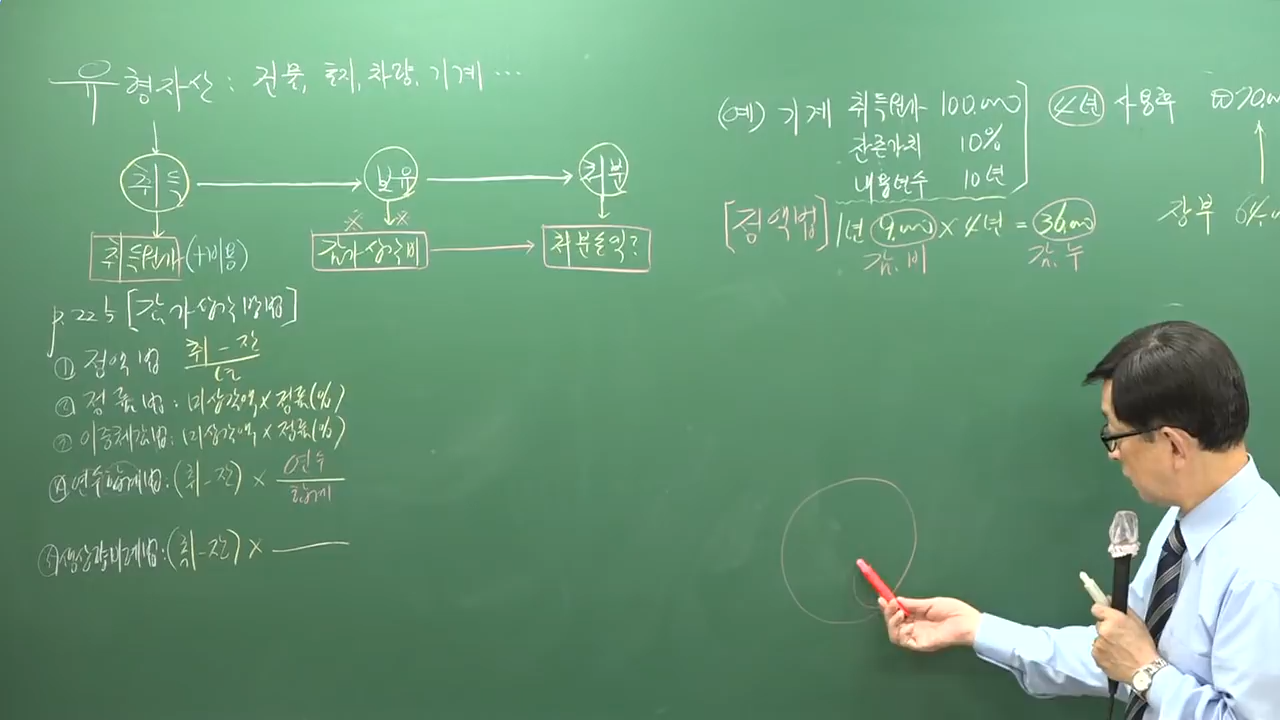 유형자산 : 건물, 토지, 차량, 기계 …
취득 → 보유 → 처분
취득원가 (+비용)
※ ※
감가상각비 → 처분손익?
p.22 [감가상각방법]
① 정액법 취-잔
② 정률법 : 미상각액 × 정률(%)
③ 이중체감법 : 미상각액 × 정률(%)
④ 연수합계법 : (취-잔) × 연수/합계
⑤ 생산량비례법 : (취-잔) ×
(예) 기계 취득원가 100,000
잔존가치 10%
내용연수 10년
4년 사용후
[정액법] 1년 9,000 × 4년 = 36,000
감.비 감.누
장부